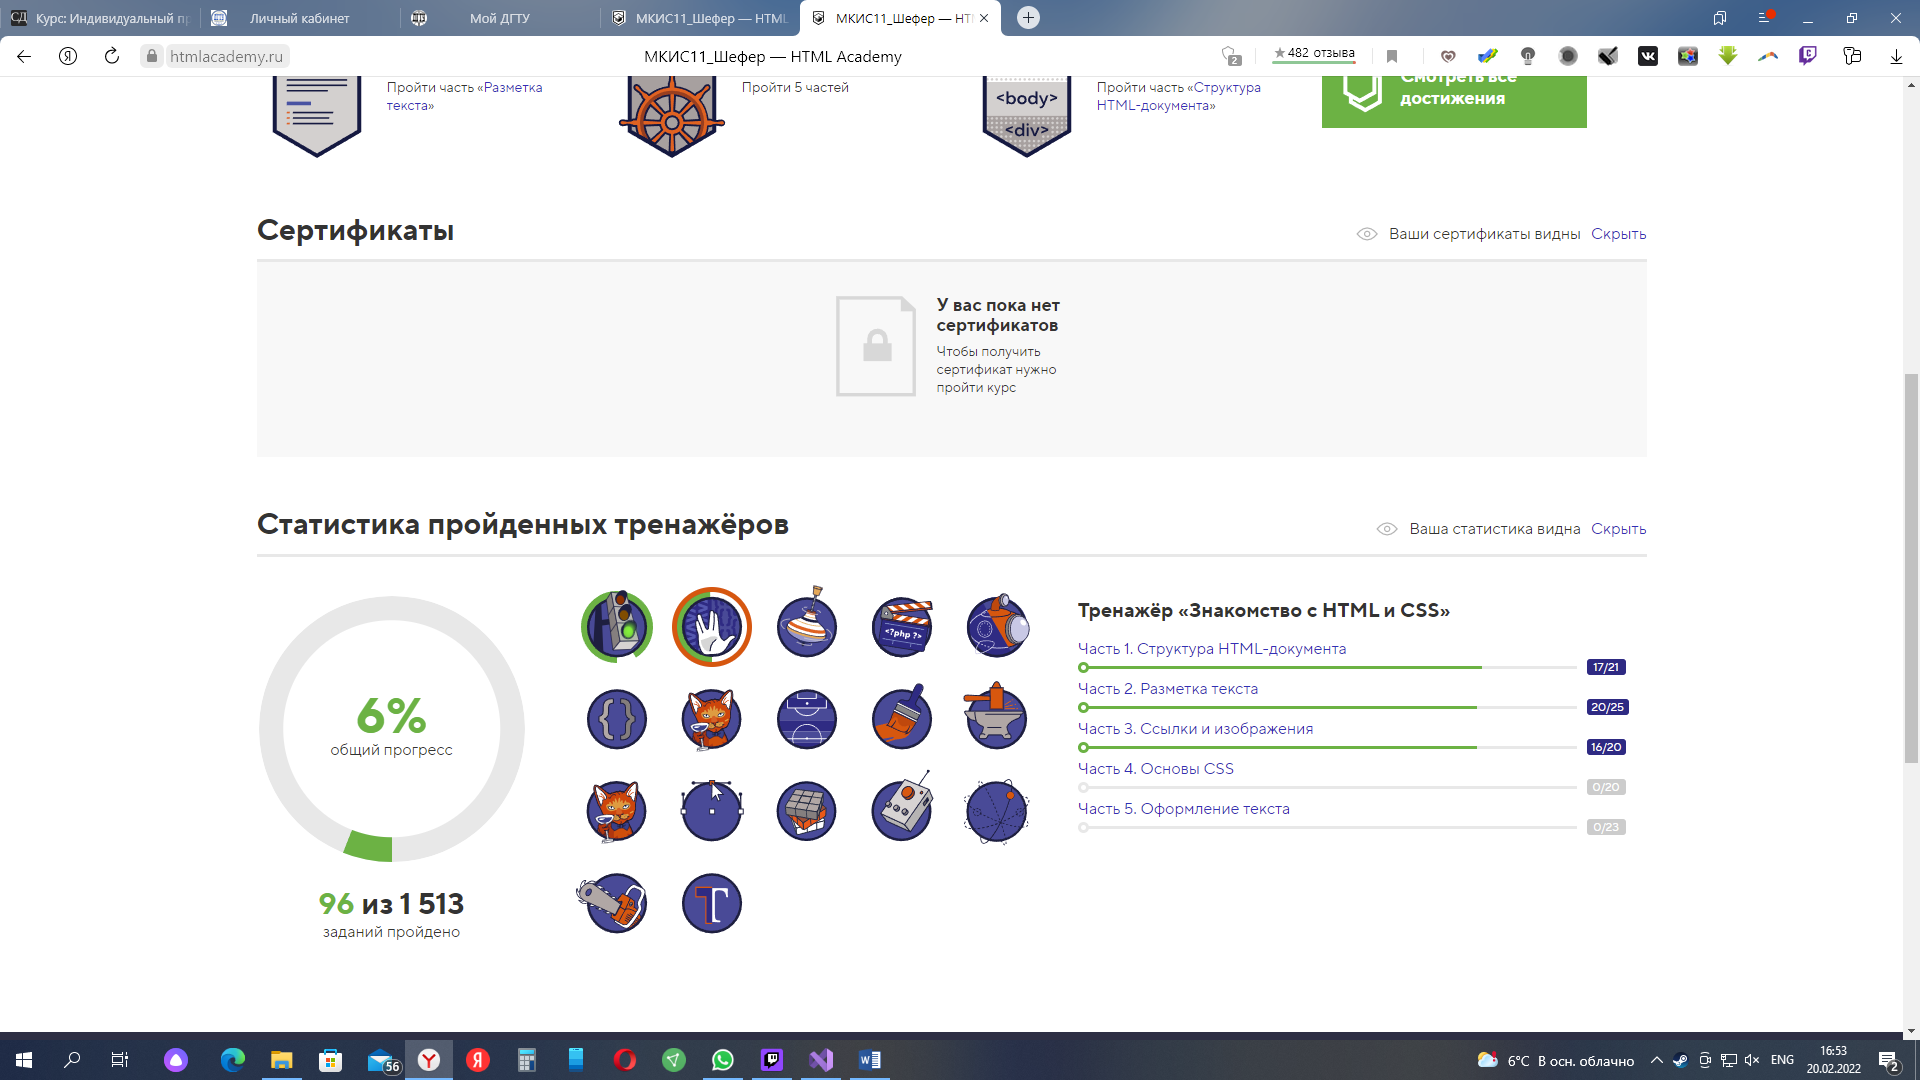 СД Курс: Индивидуальный пр
Личный кабинет
Мой ДГТУ
МКИС11_Шефер — HTML
МКИС11_Шефер — HT
htmlacademy.ru
МКИС11_Шефер — HTML Academy
2
482 отзыва
Пройти часть «Разметка
текста»
Пройти 5 частей
<body>
<div>
Пройти часть «Структура
HTML-документа»
Смотреть все
достижения
Сертификаты
Ваши сертификаты видны Скрыть
У вас пока нет
сертификатов
Чтобы получить
сертификат нужно
пройти курс
Статистика пройденных тренажёров
Ваша статистика видна Скрыть
6%
общий прогресс
96 из 1 513
заданий пройдено
<?php ?>
{ }
T
Тренажёр «Знакомство с HTML и CSS»
Часть 1. Структура HTML-документа
17/21
Часть 2. Разметка текста
20/25
Часть 3. Ссылки и изображения
16/20
Часть 4. Основы CSS
0/20
Часть 5. Оформление текста
0/23
56
6°C В осн. облачно
ENG
16:53
20.02.2022
2